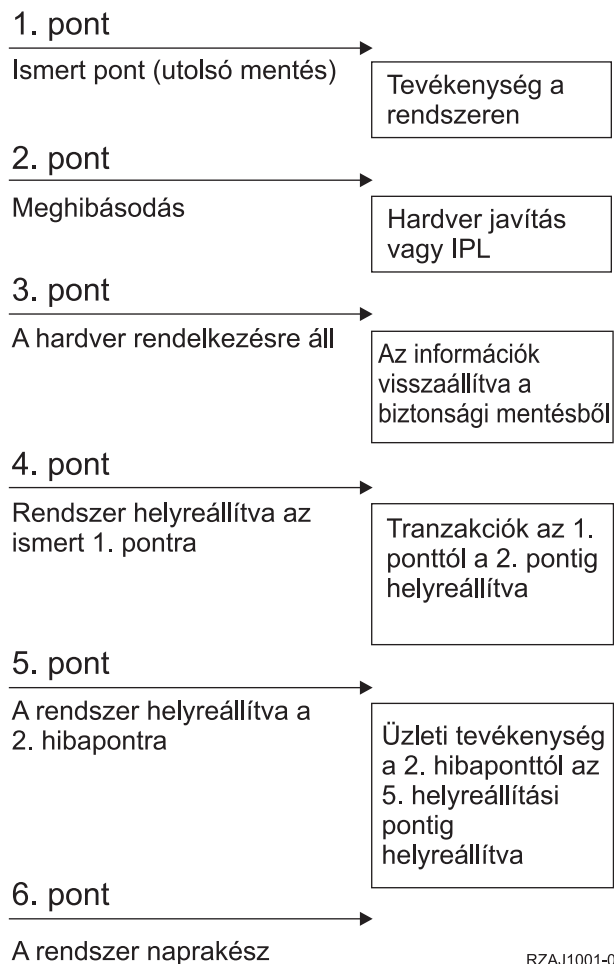 1. pont
Ismert pont (utolsó mentés)
Tevékenység a
rendszeren
2. pont
Meghibásodás
Hardver javítás
vagy IPL
3. pont
A hardver rendelkezésre áll
Az információk
visszaállítva a
biztonsági mentésből
4. pont
Rendszer helyreállítva az
ismert 1. pontra
Tranzakciók az 1.
ponttól a 2. pontig
helyreállítva
5. pont
A rendszer helyreállítva a
2. hibapontra
Üzleti tevékenység
a 2. hibaponttól az
5. helyreállítási
pontig
helyreállítva
6. pont
A rendszer naprakész
RZAJ1001-0